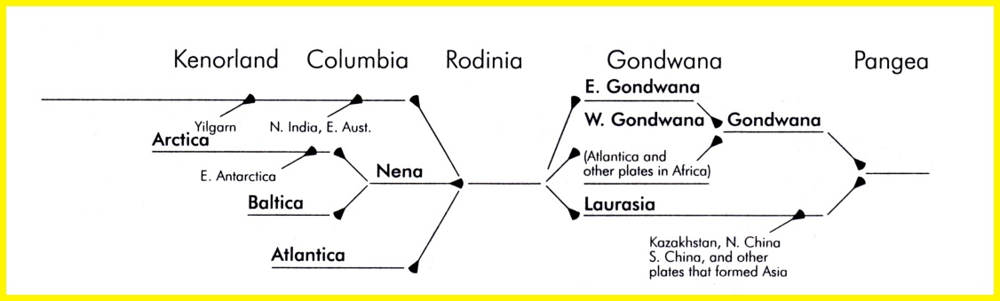 Kenorland
Columbia
Rodinia
Gondwana
Pangea
E. Gondwana
Yilgarn
N. India, E. Aust.
W. Gondwana
Gondwana
Arctica
(Atlantica and
other plates in Africa)
E. Antarctica
Nena
Baltica
Laurasia
Atlantica
Kazakhstan, N. China
S. China, and other
plates that formed Asia